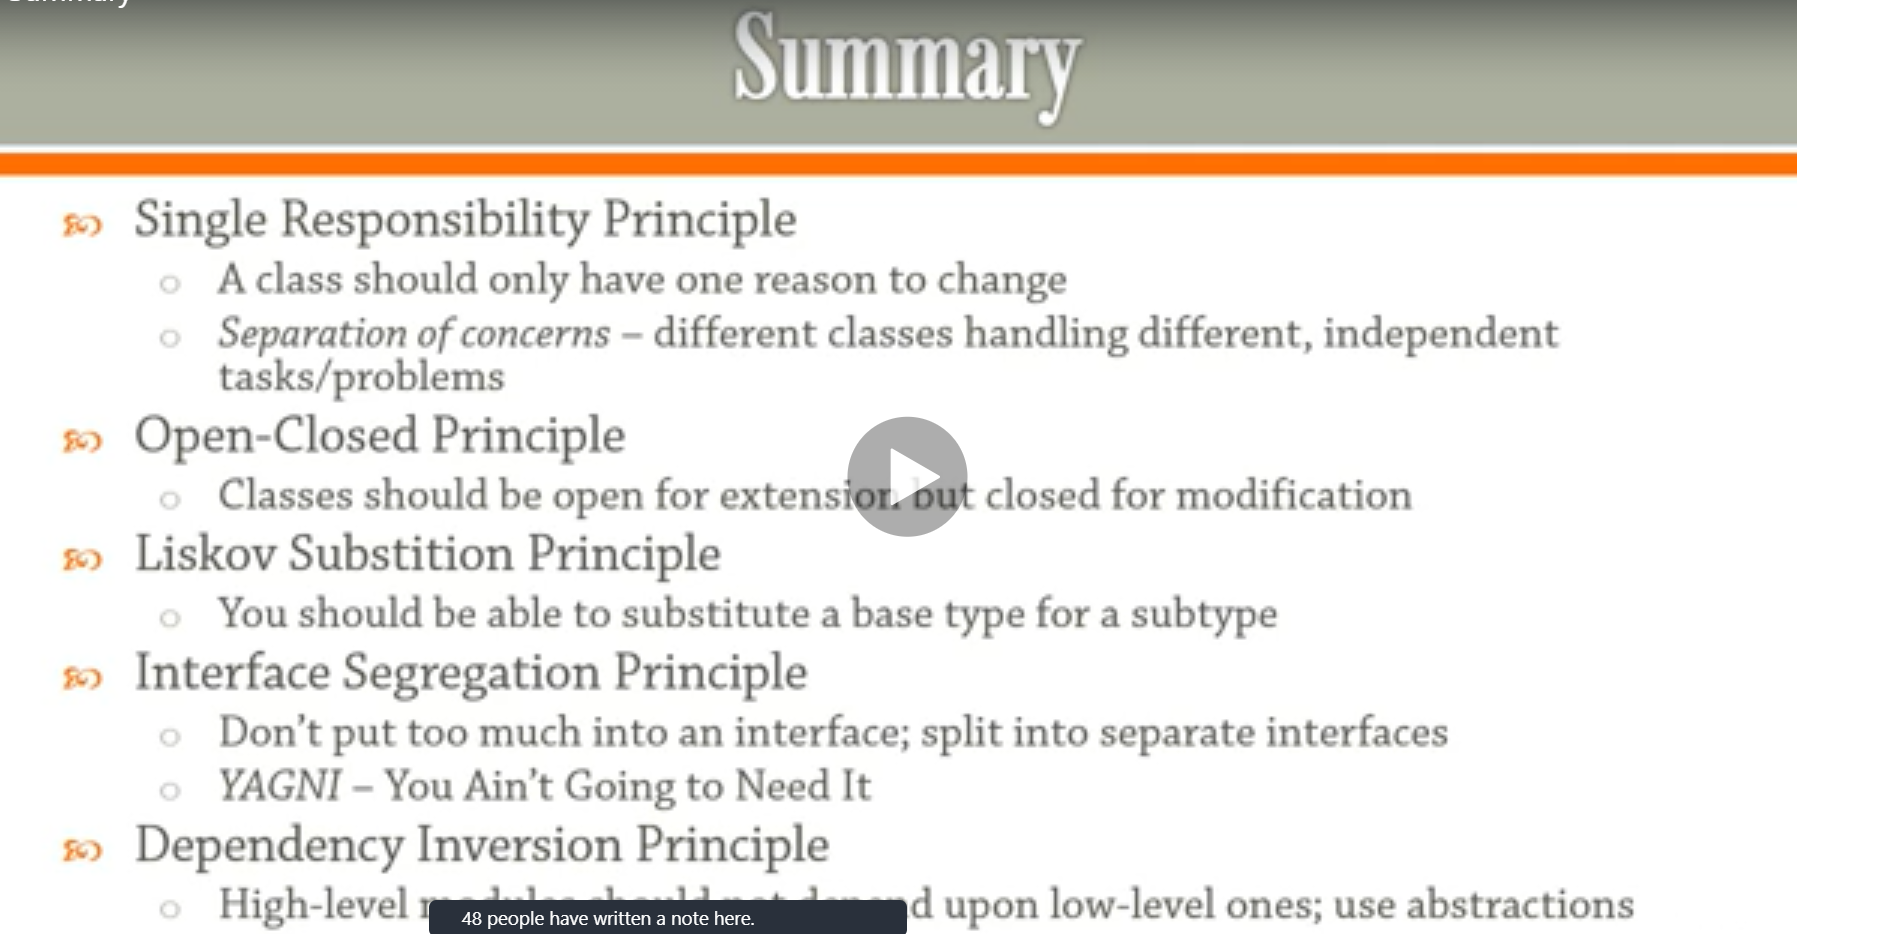 Summary
Single Responsibility Principle
A class should only have one reason to change
Separation of concerns – different classes handling different, independent
tasks/problems
Open-Closed Principle
Classes should be open for extension but closed for modification
Liskov Substition Principle
You should be able to substitute a base type for a subtype
Interface Segregation Principle
Don't put too much into an interface; split into separate interfaces
YAGNI – You Ain't Going to Need It
Dependency Inversion Principle
High-level modules should not depend upon low-level ones; use abstractions
48 people have written a note here.